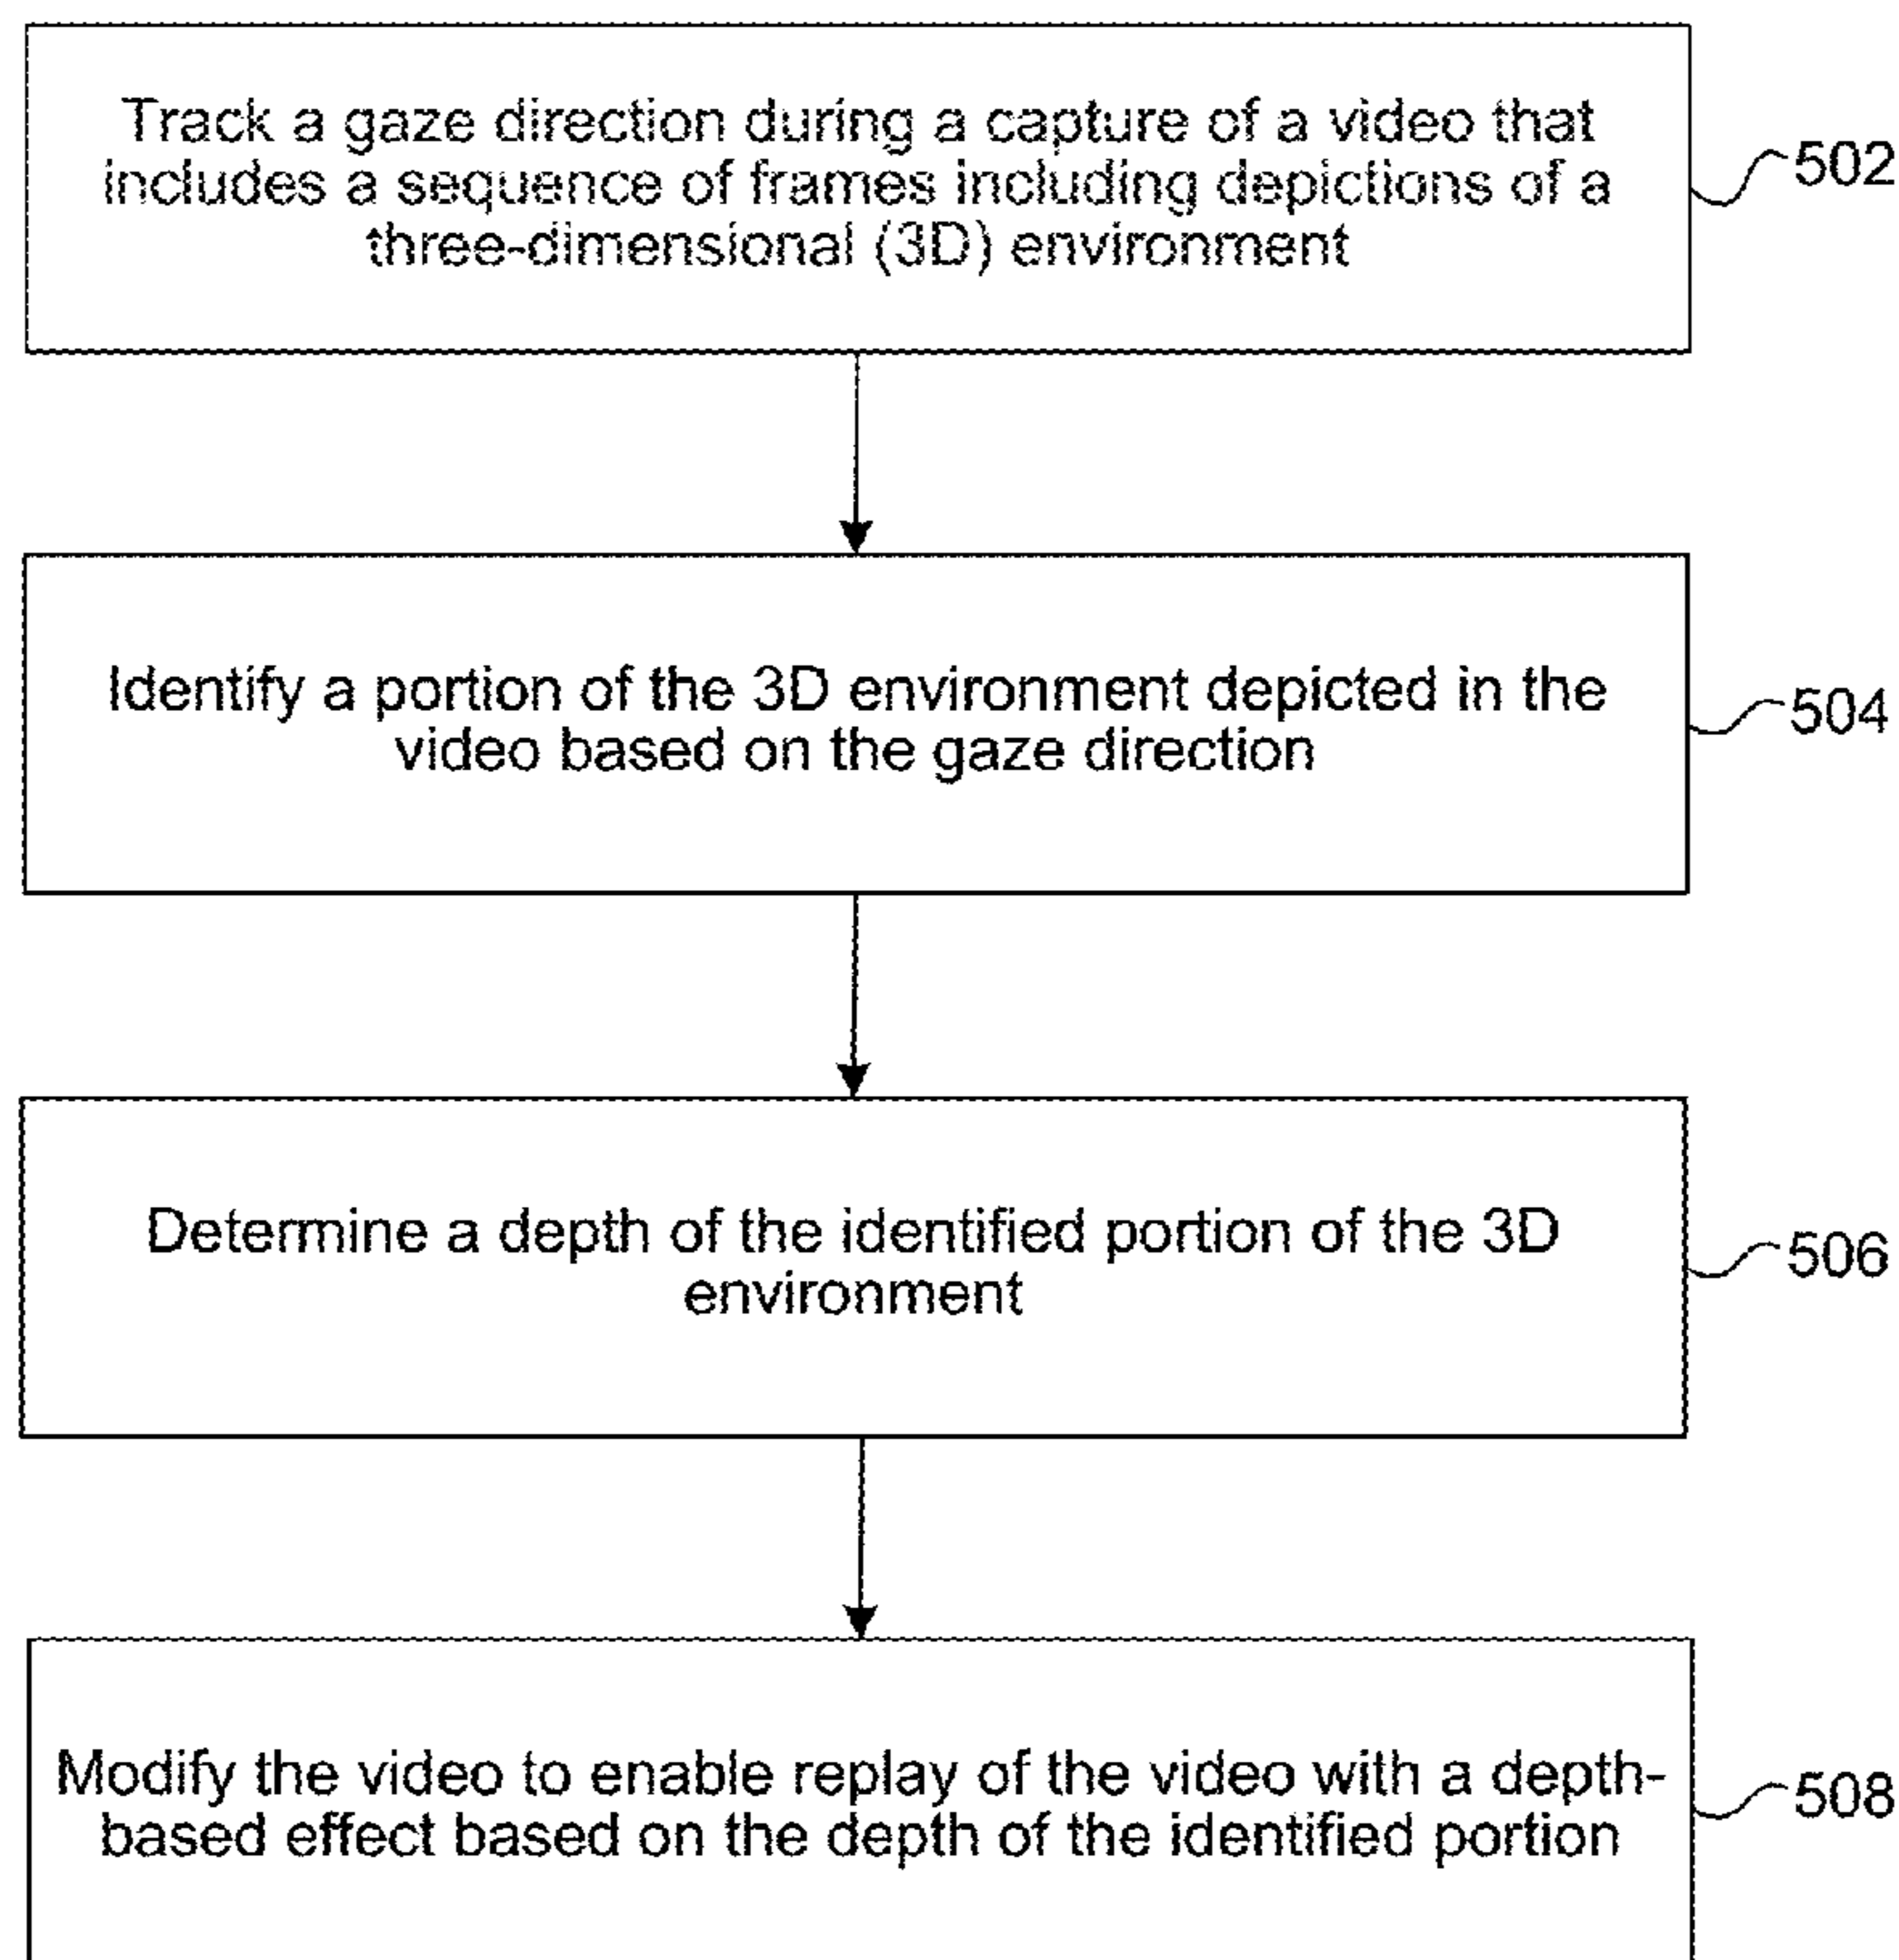 Track a gaze direction during a capture of a video that
includes a sequence of frames including depictions of a
three-dimensional (3D) environment
502
Identify a portion of the 3D environment depicted in the
video based on the gaze direction
504
Determine a depth of the identified portion of the 3D
environment
506
Modify the video to enable replay of the video with a depth-
based effect based on the depth of the identified portion
508